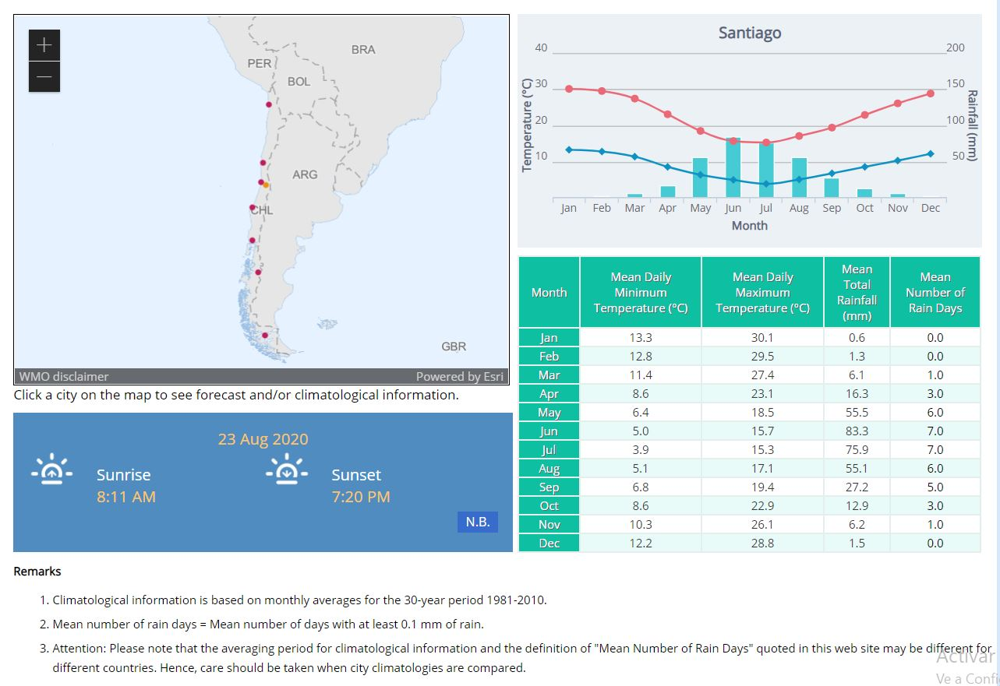 +
—
PER
BRA
BOL
ARG
CHL
GBR
WMO disclaimer
Powered by Esri
Click a city on the map to see forecast and/or climatological information.
23 Aug 2020
Sunrise
8:11 AM
Sunset
7:20 PM
N.B.
Santiago
40
30
20
10
Temperature (°C)
200
150
100
50
Rainfall (mm)
Jan Feb Mar Apr May Jun Jul Aug Sep Oct Nov Dec
Month
Month Mean Daily Minimum Temperature (°C) Mean Daily Maximum Temperature (°C) Mean Total Rainfall (mm) Mean Number of Rain Days
Jan 13.3 30.1 0.6 0.0
Feb 12.8 29.5 1.3 0.0
Mar 11.4 27.4 6.1 1.0
Apr 8.6 23.1 16.3 3.0
May 6.4 18.5 55.5 6.0
Jun 5.0 15.7 83.3 7.0
Jul 3.9 15.3 75.9 7.0
Aug 5.1 17.1 55.1 6.0
Sep 6.8 19.4 27.2 5.0
Oct 8.6 22.9 12.9 3.0
Nov 10.3 26.1 6.2 1.0
Dec 12.2 28.8 1.5 0.0
Remarks
1. Climatological information is based on monthly averages for the 30-year period 1981-2010.
2. Mean number of rain days = Mean number of days with at least 0.1 mm of rain.
3. Attention: Please note that the averaging period for climatological information and the definition of "Mean Number of Rain Days" quoted in this web site may be different for
different countries. Hence, care should be taken when city climatologies are compared.
Activar
Ve a Confi